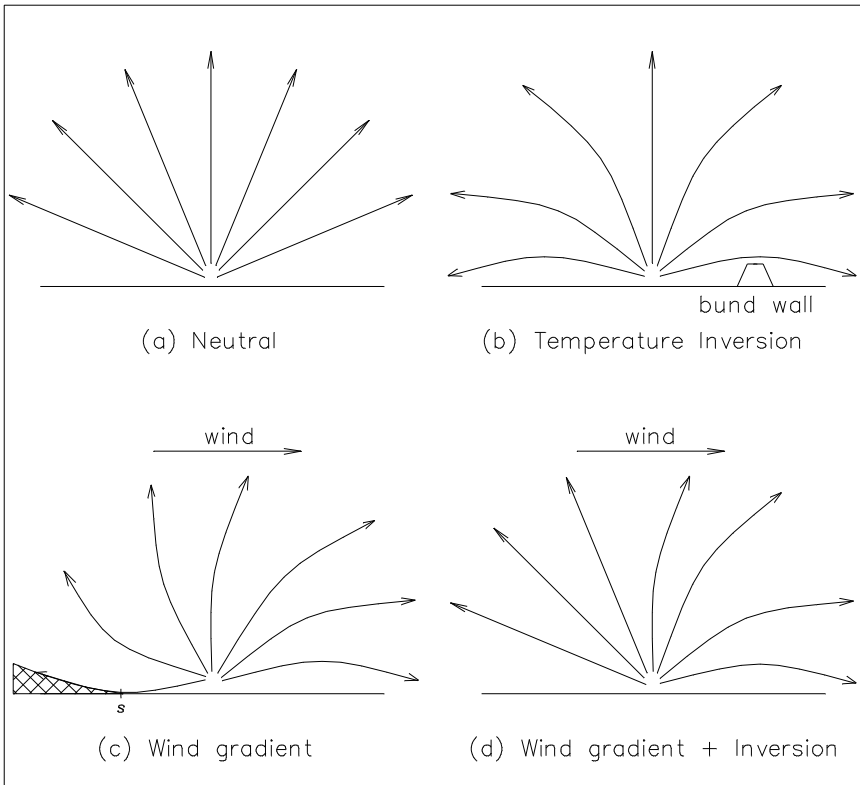 bund wall
(a) Neutral
(b) Temperature Inversion
wind
wind
s
(c) Wind gradient
(d) Wind gradient + Inversion